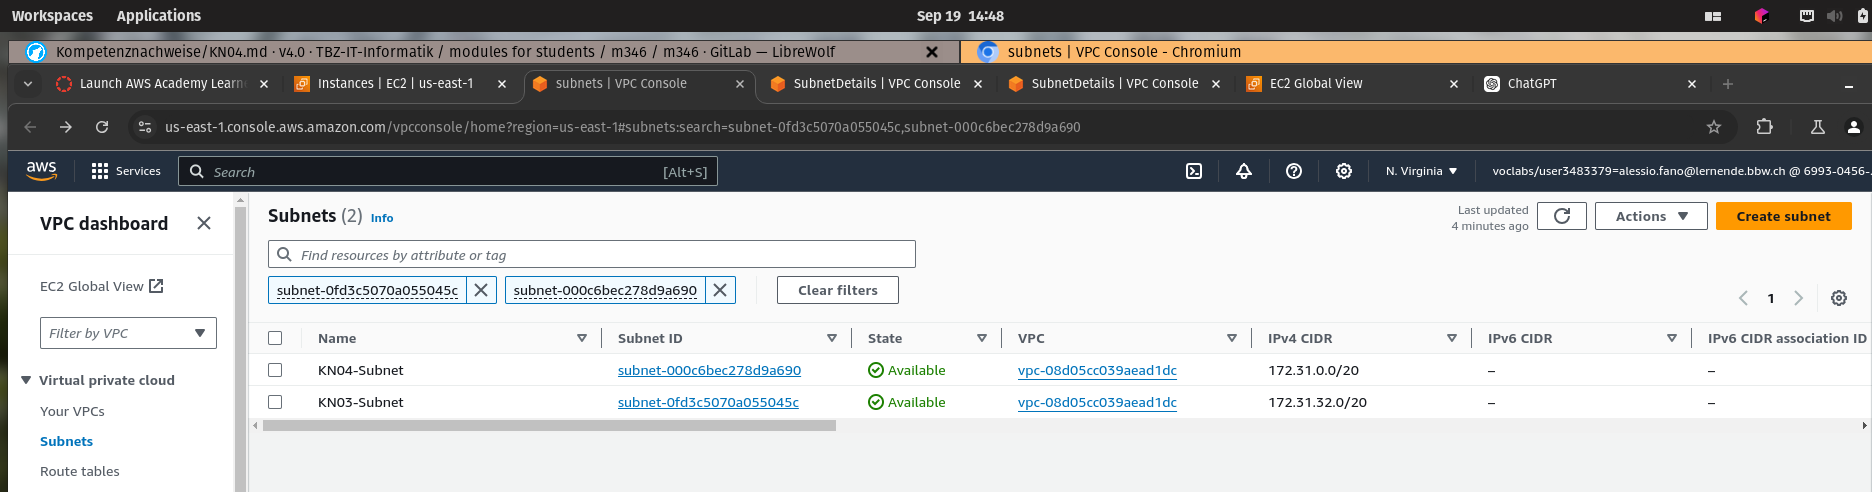 Workspaces Applications Sep 19 14:48
Kompetenznachweise/KN04.md · v4.0 · TBZ-IT-Informatik / modules for students / m346 / m346 · GitLab — LibreWolf subnets | VPC Console - Chromium
Launch AWS Academy Learne Instances | EC2 | us-east-1 subnets | VPC Console SubnetDetails | VPC Console SubnetDetails | VPC Console EC2 Global View ChatGPT
us-east-1.console.aws.amazon.com/vpcconsole/home?region=us-east-1#subnets:search=subnet-0fd3c5070a055045c,subnet-000c6bec278d9a690
aws Services Search [Alt+S] N. Virginia voclabs/user3483379=alessio.fano@lernende.bbw.ch @ 6993-0456-
VPC dashboard
EC2 Global View
Filter by VPC
Virtual private cloud
Your VPCs
Subnets
Route tables
Subnets (2) Info
Last updated
4 minutes ago
Actions
Create subnet
Find resources by attribute or tag
subnet-0fd3c5070a055045c subnet-000c6bec278d9a690 Clear filters
1
Name Subnet ID State VPC IPv4 CIDR IPv6 CIDR IPv6 CIDR association ID
KN04-Subnet subnet-000c6bec278d9a690 Available vpc-08d05cc039aead1dc 172.31.0.0/20 – –
KN03-Subnet subnet-0fd3c5070a055045c Available vpc-08d05cc039aead1dc 172.31.32.0/20 – –